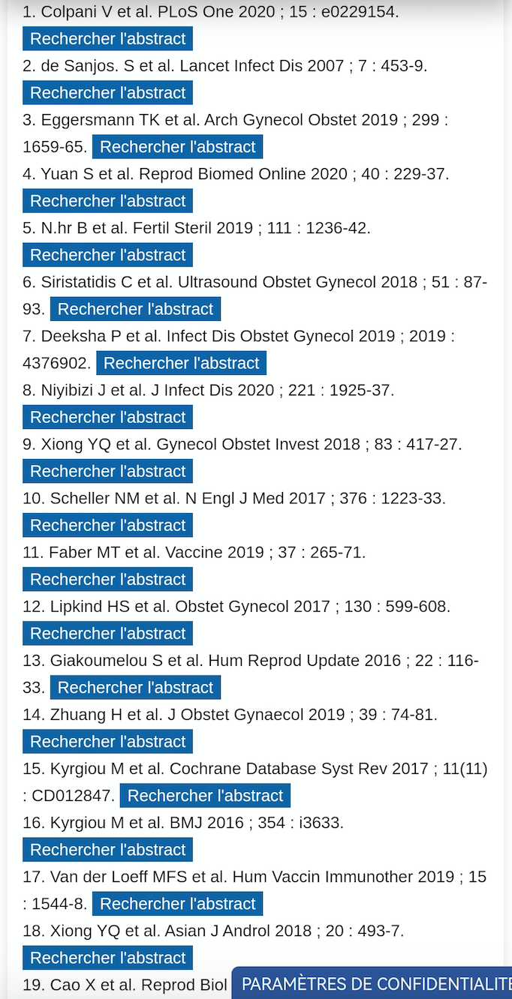 1. Colpani V et al. PLoS One 2020 ; 15 : e0229154.
Rechercher l'abstract
2. de Sanjos. S et al. Lancet Infect Dis 2007 ; 7 : 453-9.
Rechercher l'abstract
3. Eggersmann TK et al. Arch Gynecol Obstet 2019 ; 299 :
1659-65. Rechercher l'abstract
4. Yuan S et al. Reprod Biomed Online 2020 ; 40 : 229-37.
Rechercher l'abstract
5. N.hr B et al. Fertil Steril 2019 ; 111 : 1236-42.
Rechercher l'abstract
6. Siristatidis C et al. Ultrasound Obstet Gynecol 2018 ; 51 : 87-
93. Rechercher l'abstract
7. Deeksha P et al. Infect Dis Obstet Gynecol 2019 ; 2019 :
4376902. Rechercher l'abstract
8. Niyibizi J et al. J Infect Dis 2020 ; 221 : 1925-37.
Rechercher l'abstract
9. Xiong YQ et al. Gynecol Obstet Invest 2018 ; 83 : 417-27.
Rechercher l'abstract
10. Scheller NM et al. N Engl J Med 2017 ; 376 : 1223-33.
Rechercher l'abstract
11. Faber MT et al. Vaccine 2019 ; 37 : 265-71.
Rechercher l'abstract
12. Lipkind HS et al. Obstet Gynecol 2017 ; 130 : 599-608.
Rechercher l'abstract
13. Giakoumelou S et al. Hum Reprod Update 2016 ; 22 : 116-
33. Rechercher l'abstract
14. Zhuang H et al. J Obstet Gynaecol 2019 ; 39 : 74-81.
Rechercher l'abstract
15. Kyrgiou M et al. Cochrane Database Syst Rev 2017 ; 11(11)
: CD012847. Rechercher l'abstract
16. Kyrgiou M et al. BMJ 2016 ; 354 : i3633.
Rechercher l'abstract
17. Van der Loeff MFS et al. Hum Vaccin Immunother 2019 ; 15
: 1544-8. Rechercher l'abstract
18. Xiong YQ et al. Asian J Androl 2018 ; 20 : 493-7.
Rechercher l'abstract
19. Cao X et al. Reprod Biol
PARAMÈTRES DE CONFIDENTIALITÉ